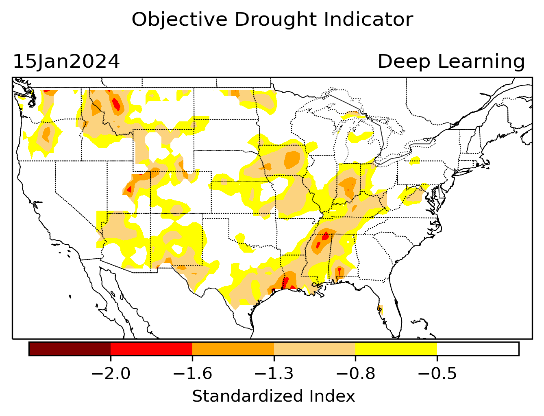 Objective Drought Indicator
15Jan2024 Deep Learning
−2.0 −1.6 −1.3 −0.8 −0.5
Standardized Index